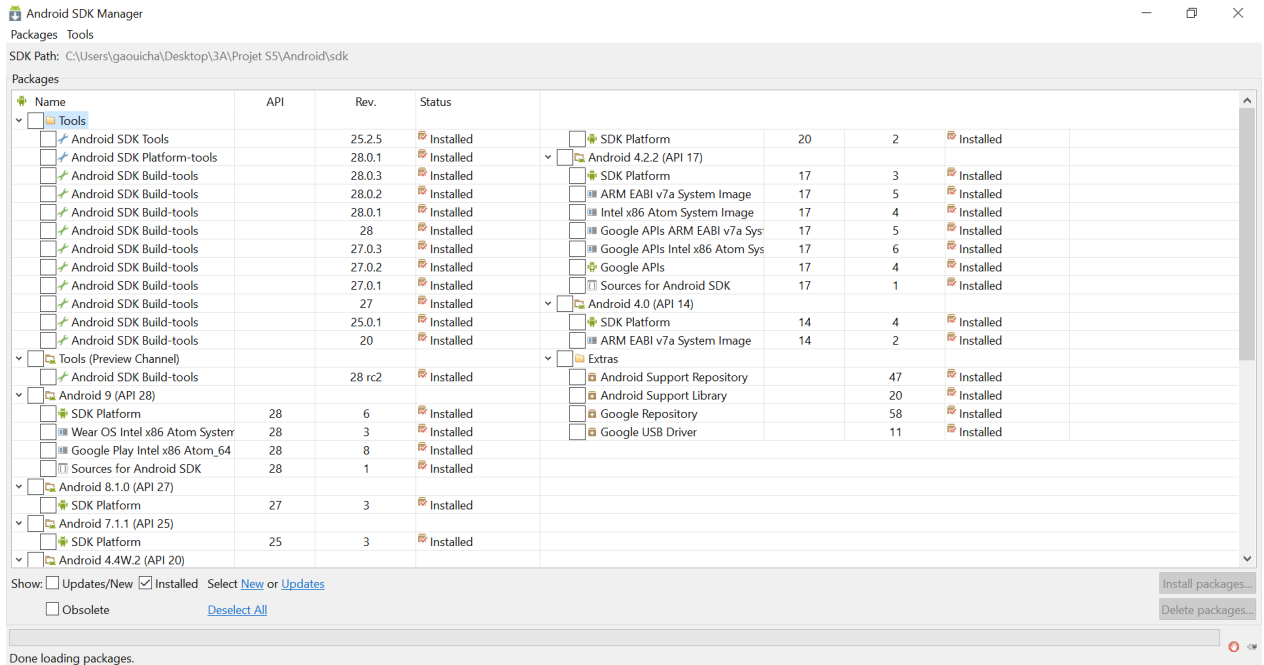 Android SDK Manager
Packages Tools
SDK Path: C:\Users\gaouicha\Desktop\3A\Projet S5\Android\sdk
Packages
Name API Rev. Status
Tools
Android SDK Tools 25.2.5 Installed
Android SDK Platform-tools 28.0.1 Installed
Android SDK Build-tools 28.0.3 Installed
Android SDK Build-tools 28.0.2 Installed
Android SDK Build-tools 28.0.1 Installed
Android SDK Build-tools 28 Installed
Android SDK Build-tools 27.0.3 Installed
Android SDK Build-tools 27.0.2 Installed
Android SDK Build-tools 27.0.1 Installed
Android SDK Build-tools 27 Installed
Android SDK Build-tools 25.0.1 Installed
Android SDK Build-tools 20 Installed
Tools (Preview Channel)
Android SDK Build-tools 28 rc2 Installed
Android 9 (API 28)
SDK Platform 28 6 Installed
Wear OS Intel x86 Atom System 28 3 Installed
Google Play Intel x86 Atom_64 28 8 Installed
Sources for Android SDK 28 1 Installed
Android 8.1.0 (API 27)
SDK Platform 27 3 Installed
Android 7.1.1 (API 25)
SDK Platform 25 3 Installed
Android 4.4W.2 (API 20)
SDK Platform 20 2 Installed
Android 4.2.2 (API 17)
SDK Platform 17 3 Installed
ARM EABI v7a System Image 17 5 Installed
Intel x86 Atom System Image 17 4 Installed
Google APIs ARM EABI v7a Sys 17 5 Installed
Google APIs Intel x86 Atom Sys 17 6 Installed
Google APIs 17 4 Installed
Sources for Android SDK 17 1 Installed
Android 4.0 (API 14)
SDK Platform 14 4 Installed
ARM EABI v7a System Image 14 2 Installed
Extras
Android Support Repository 47 Installed
Android Support Library 20 Installed
Google Repository 58 Installed
Google USB Driver 11 Installed
Show: Updates/New Installed Select New or Updates Install packages...
Obsolete Deselect All Delete packages...
Done loading packages.